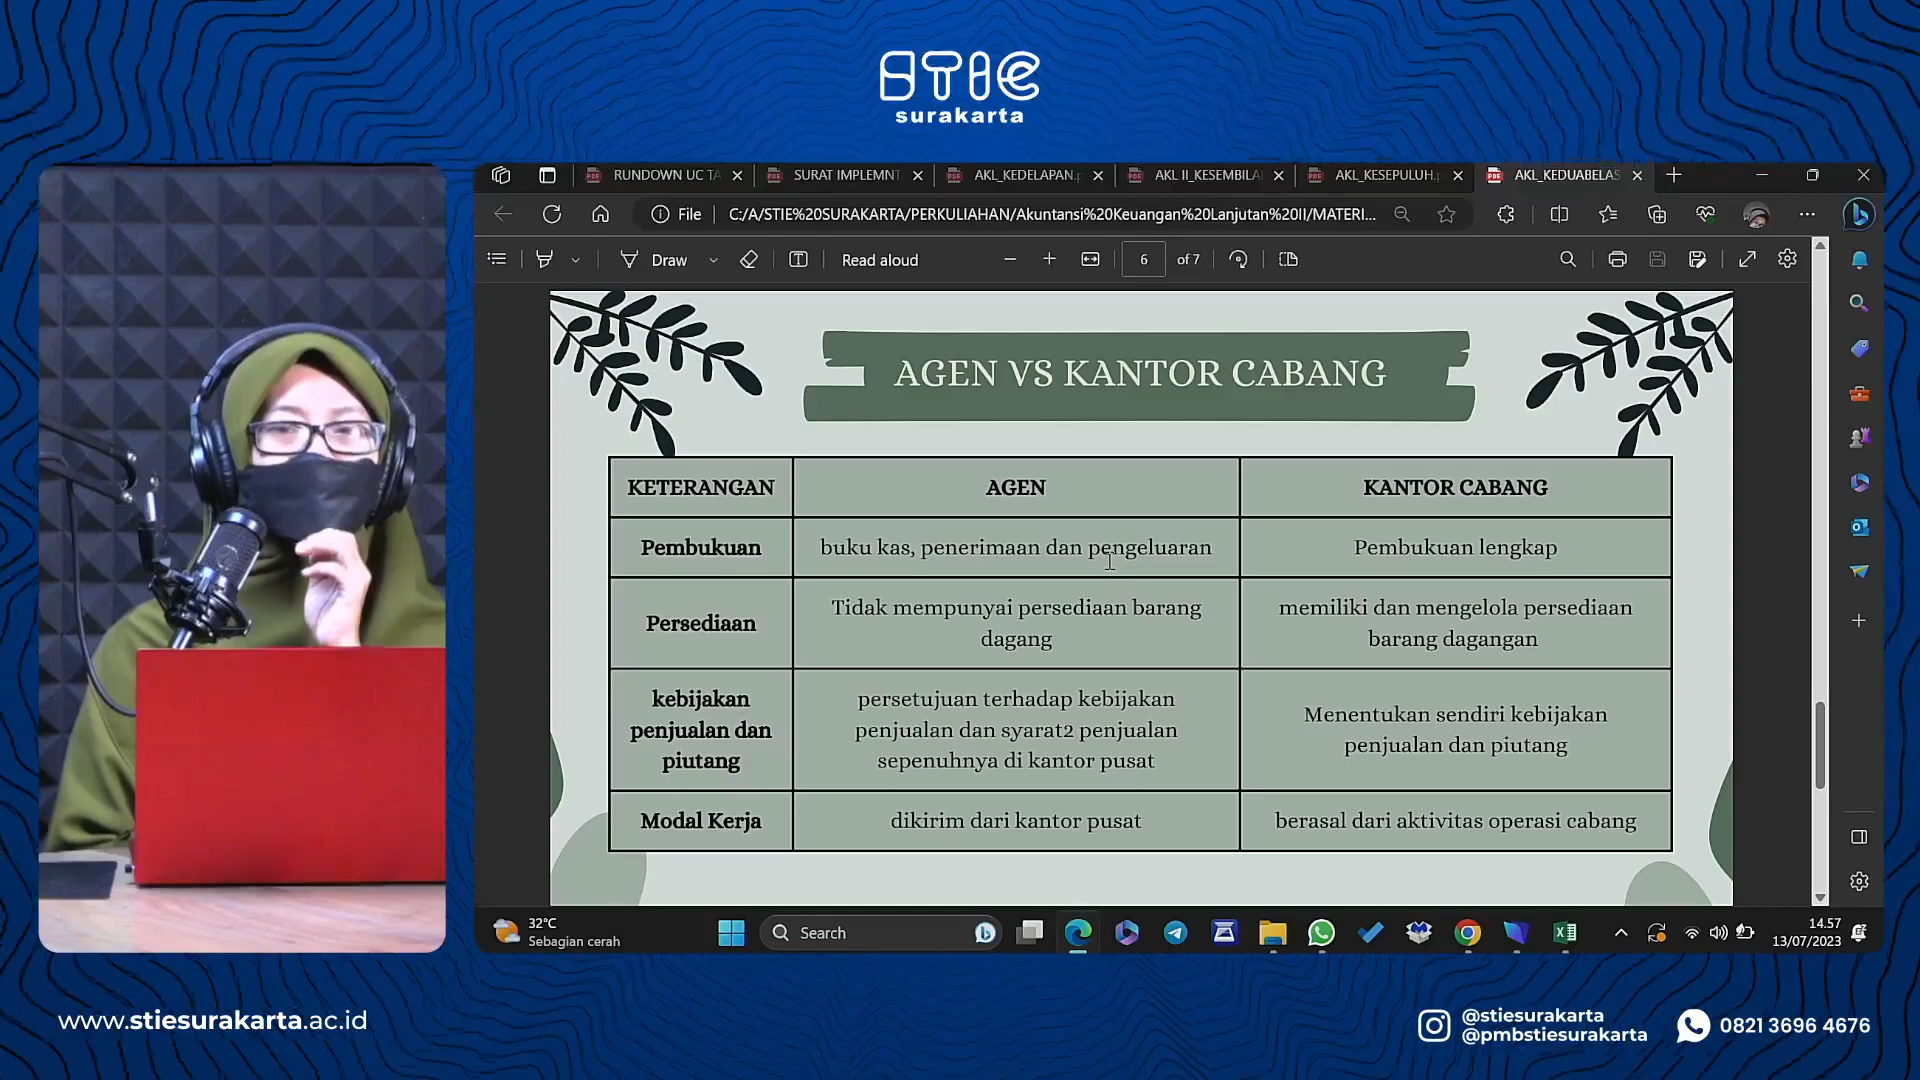 STIE
surakarta
RUNDOWN UC TA
SURAT IMPLEMNT
AKL_KEDELAPAN.p
AKL II_KESEMBILA
AKL_KESEPULUH.p
AKL_KEDUABELAS
File
C:/A/STIE%20SURAKARTA/PERKULIAHAN/Akuntansi%20Keuangan%20Lanjutan%20II/MATERI...
Draw
Read aloud
6
of 7
AGEN VS KANTOR CABANG
KETERANGAN
AGEN
KANTOR CABANG
Pembukuan
buku kas, penerimaan dan pengeluaran
Pembukuan lengkap
Persediaan
Tidak mempunyai persediaan barang
dagang
memiliki dan mengelola persediaan
barang dagangan
kebijakan
penjualan dan
piutang
persetujuan terhadap kebijakan
penjualan dan syarat2 penjualan
sepenuhnya di kantor pusat
Menentukan sendiri kebijakan
penjualan dan piutang
Modal Kerja
dikirim dari kantor pusat
berasal dari aktivitas operasi cabang
32°C
Sebagian cerah
Search
14.57
13/07/2023
www.stiesurakarta.ac.id
@stiesurakarta
@pmbstiesurakarta
0821 3696 4676